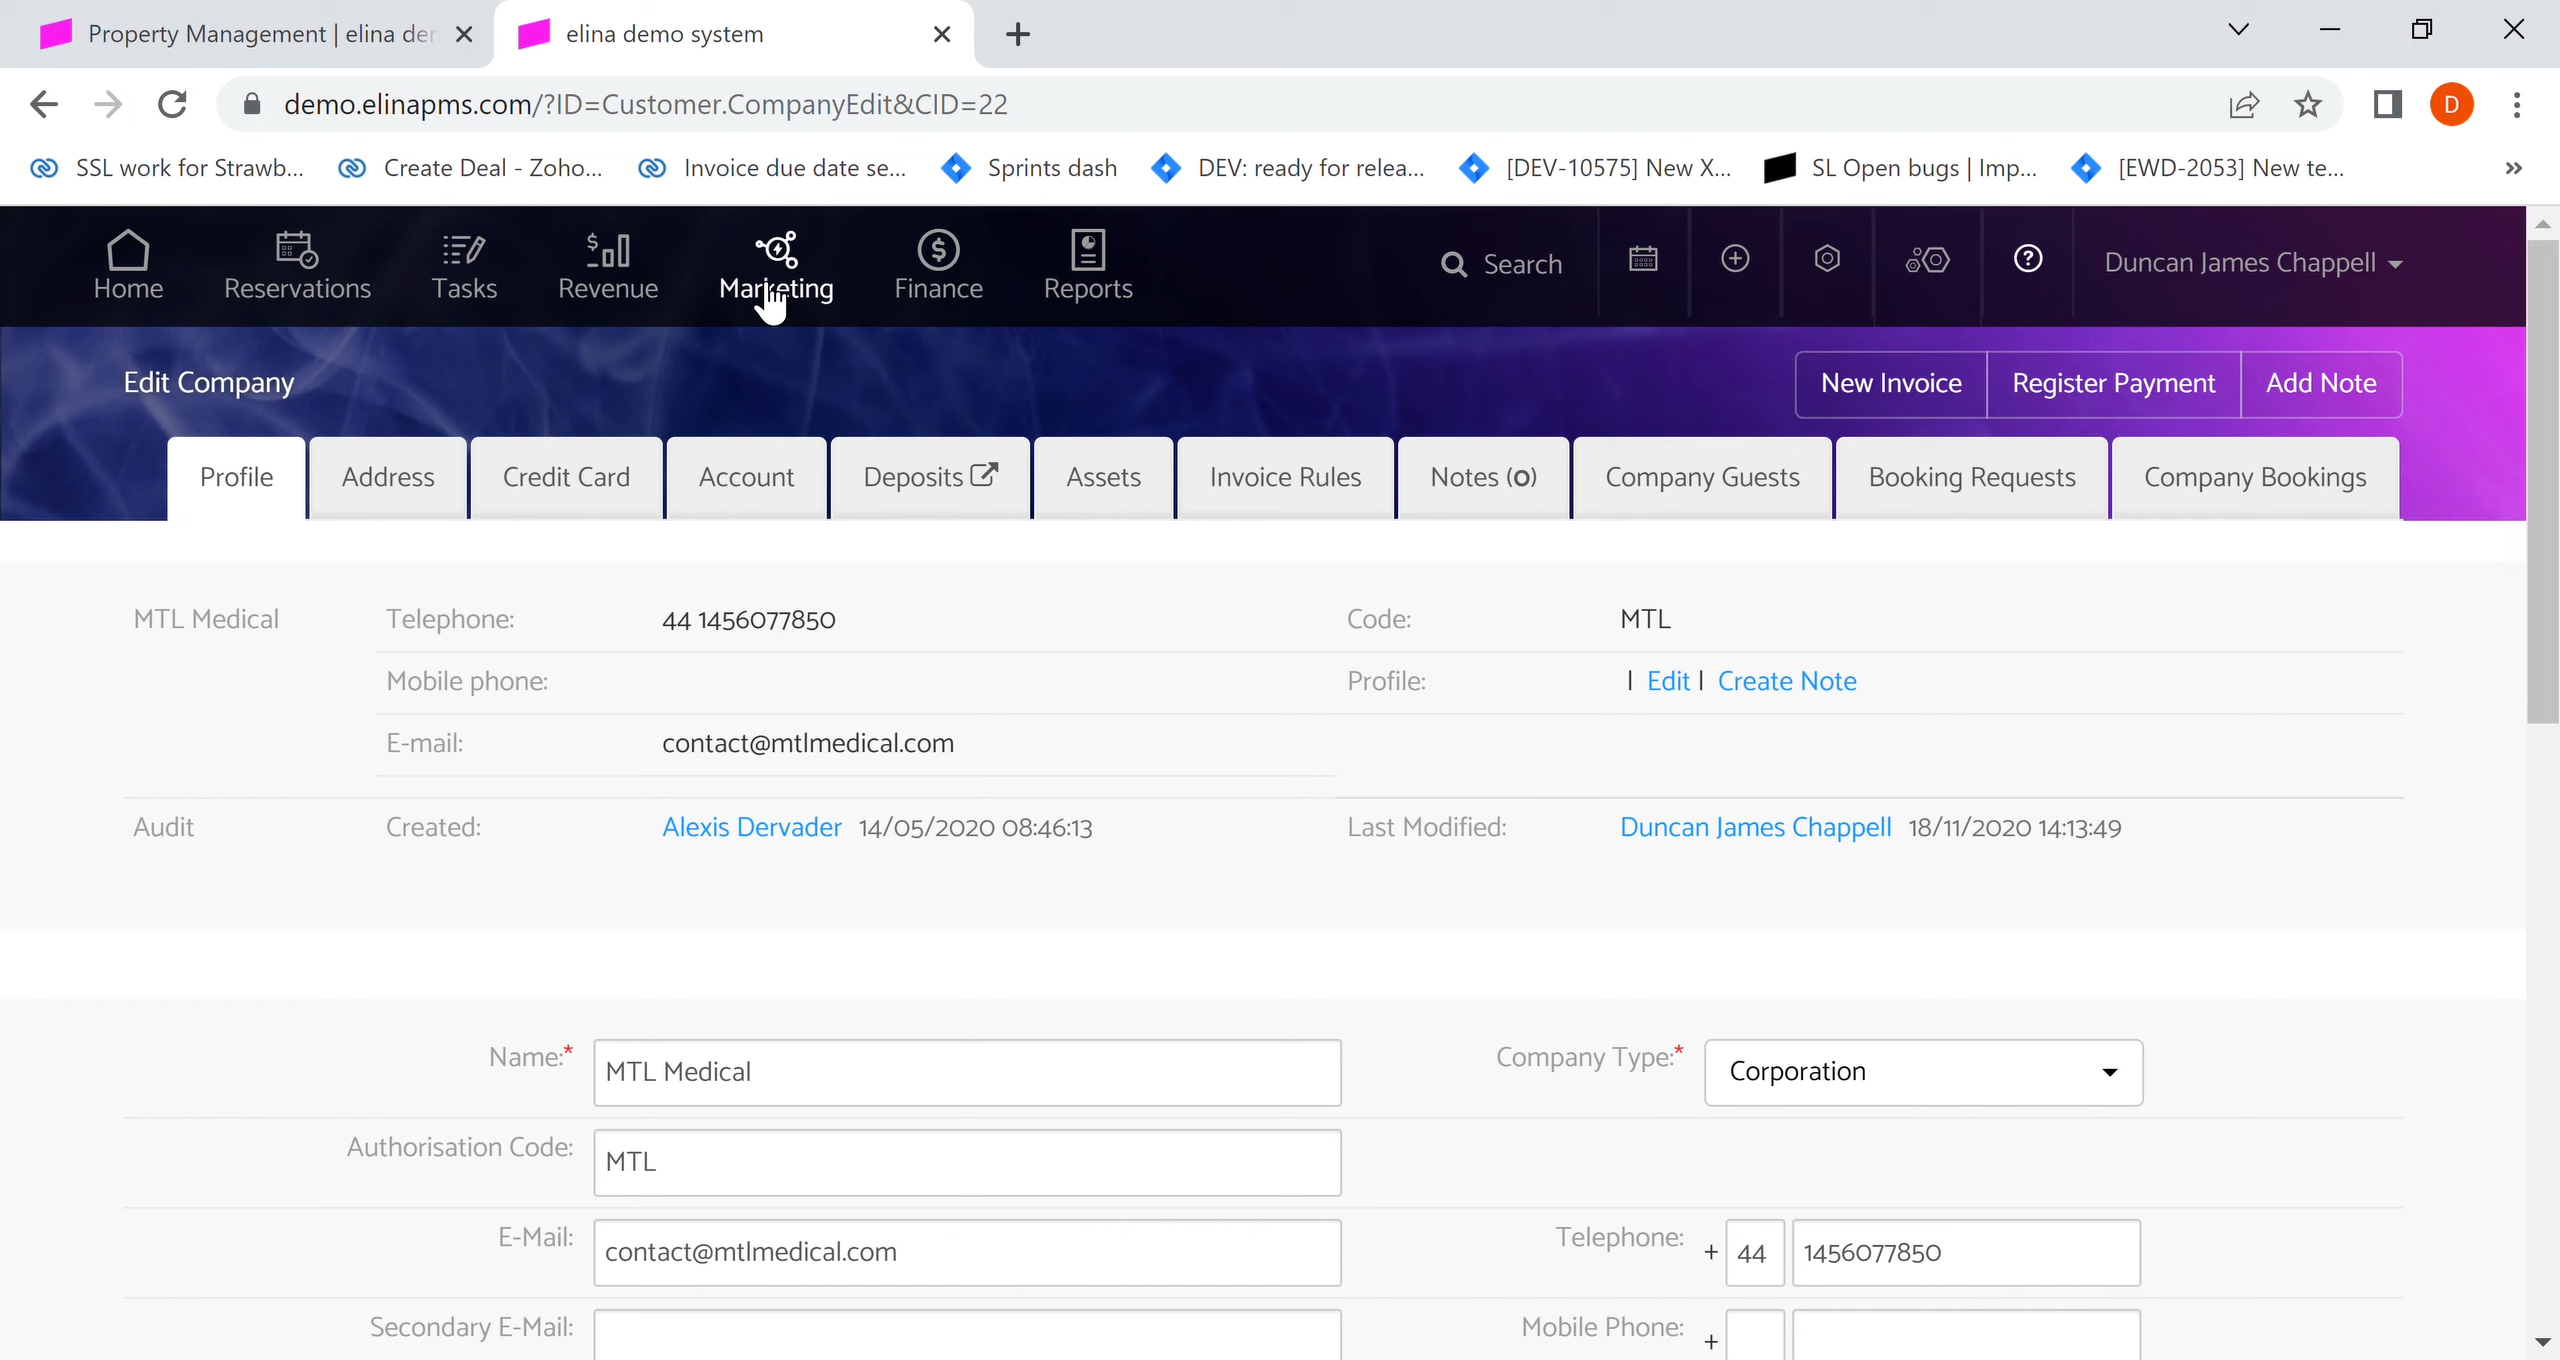 Property Management | elina der
elina demo system
demo.elinapms.com/?ID=Customer.CompanyEdit&CID=22
D
SSL work for Strawb... Create Deal - Zoho... Invoice due date se... Sprints dash DEV: ready for relea... [DEV-10575] New X... SL Open bugs | Imp... [EWD-2053] New te... »
Home Reservations Tasks Revenue Marketing Finance Reports Search Duncan James Chappell
Edit Company New Invoice Register Payment Add Note
Profile Address Credit Card Account Deposits Assets Invoice Rules Notes (0) Company Guests Booking Requests Company Bookings
MTL Medical Telephone: 44 1456077850 Code: MTL
Mobile phone: Profile: | Edit | Create Note
E-mail: contact@mtlmedical.com
Audit Created: Alexis Dervader 14/05/2020 08:46:13 Last Modified: Duncan James Chappell 18/11/2020 14:13:49
Name:* MTL Medical Company Type:* Corporation
Authorisation Code: MTL
E-Mail: contact@mtlmedical.com Telephone: + 44 1456077850
Secondary E-Mail: Mobile Phone: +